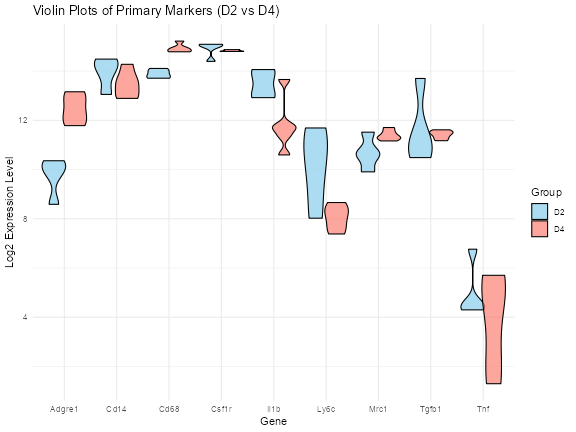 Violin Plots of Primary Markers (D2 vs D4)
Log2 Expression Level
12
8
4
Adgre1 Cd14 Cd68 Csf1r Il1b Ly6c Mrc1 Tgfb1 Tnf
Gene
Group
D2
D4